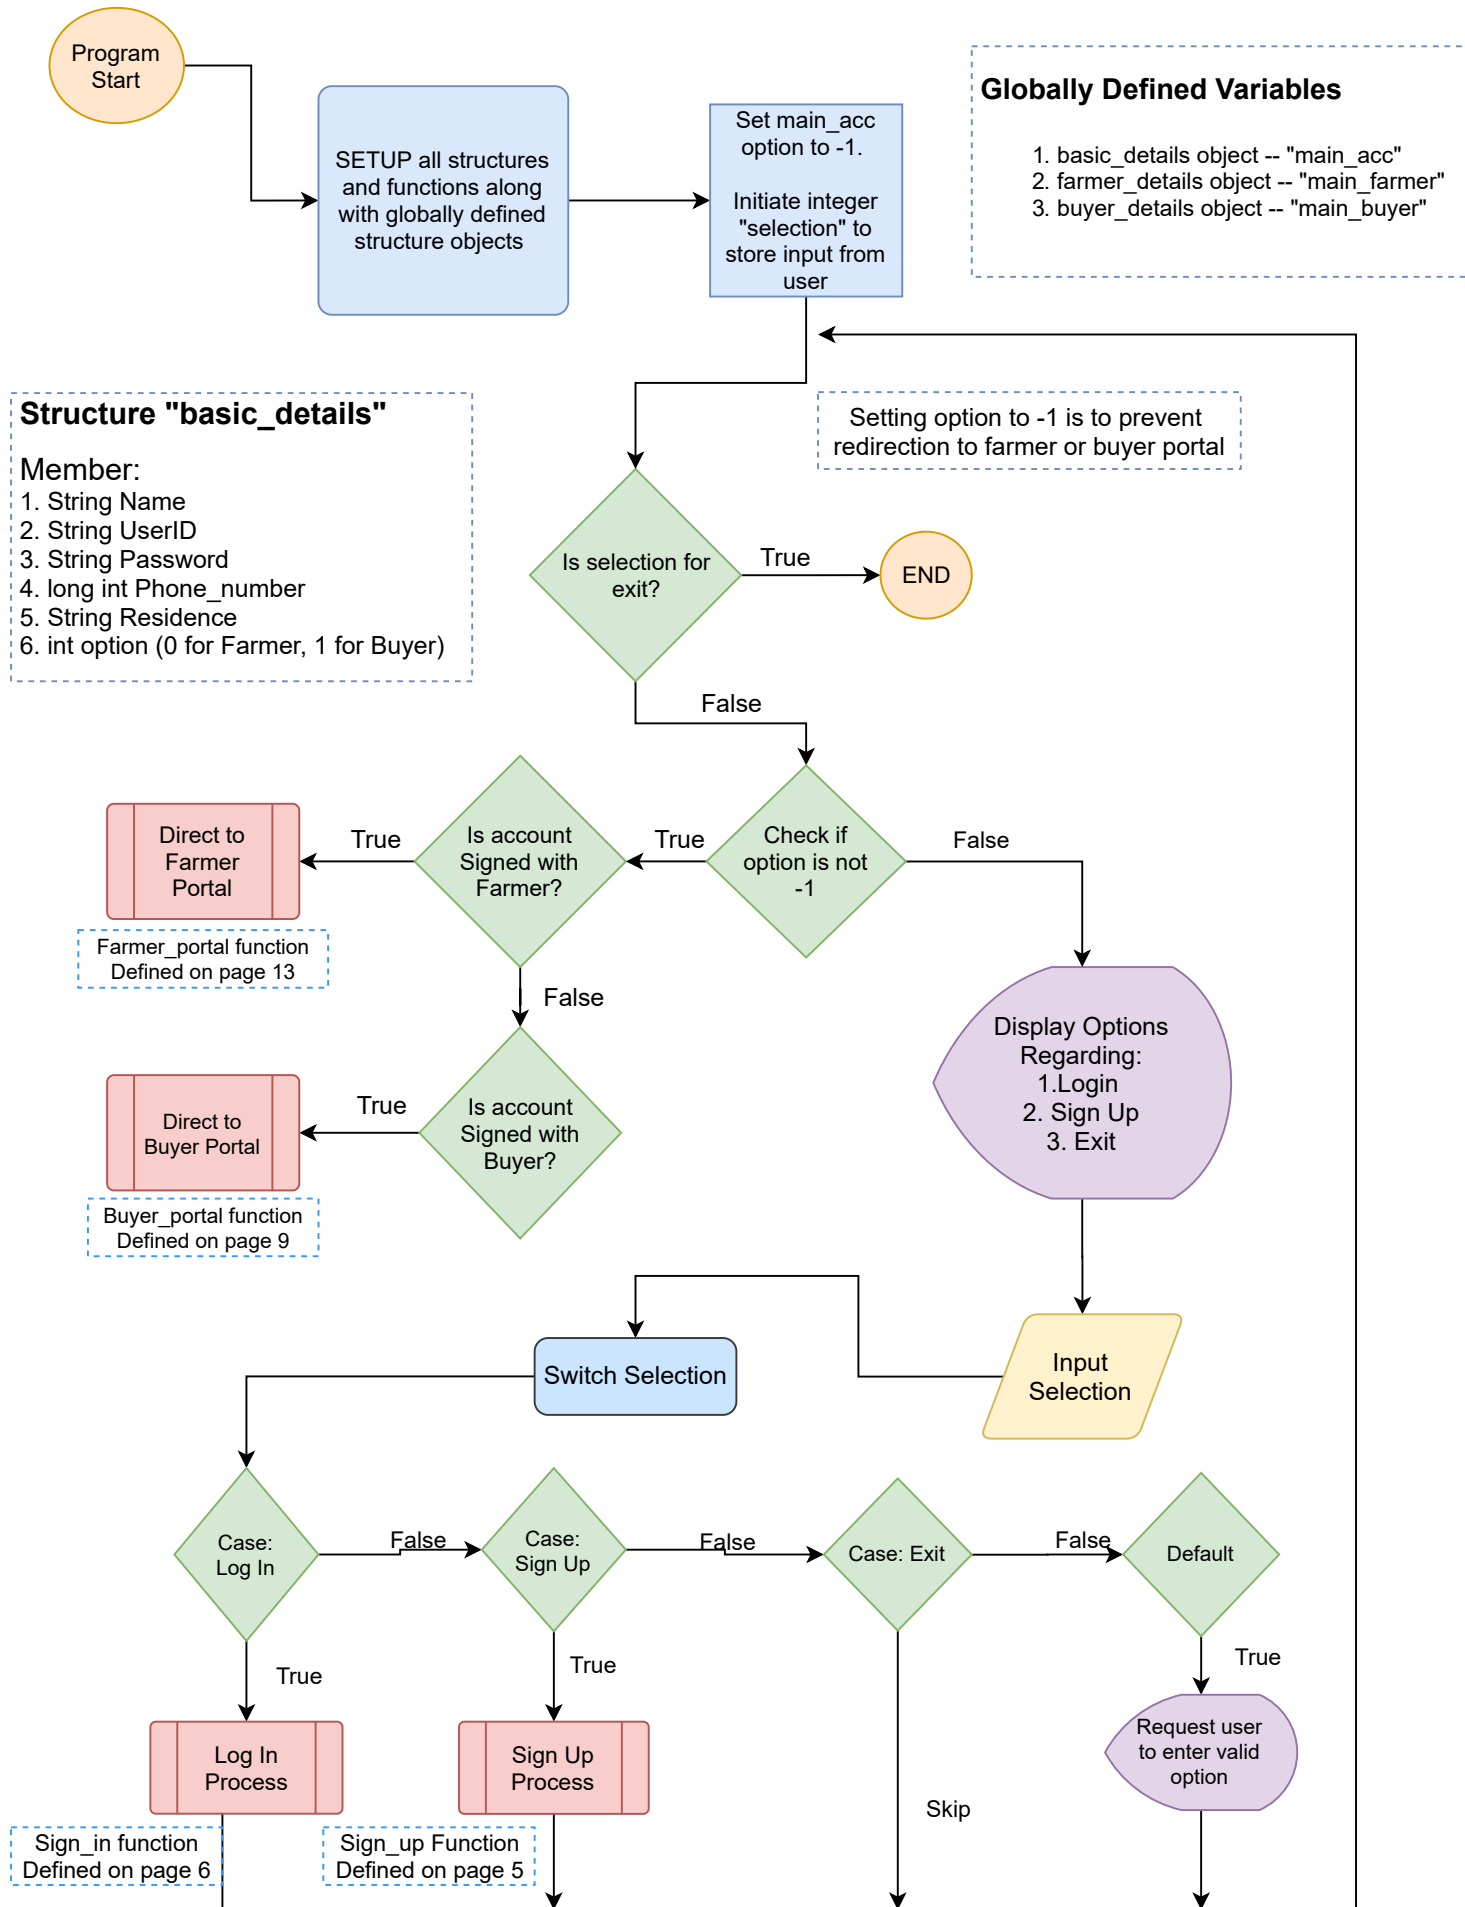 Program
Start
SETUP all structures
and functions along
with globally defined
structure objects
Set main_acc
option to -1.
Initiate integer
"selection" to
store input from
user
Globally Defined Variables
1. basic_details object -- "main_acc"
2. farmer_details object -- "main_farmer"
3. buyer_details object -- "main_buyer"
Setting option to -1 is to prevent
redirection to farmer or buyer portal
Structure "basic_details"
Member:
1. String Name
2. String UserID
3. String Password
4. long int Phone_number
5. String Residence
6. int option (0 for Farmer, 1 for Buyer)
Is selection for
exit?
True
END
False
Check if
option is not
-1
True
False
Is account
Signed with
Farmer?
True
Direct to
Farmer
Portal
Farmer_portal function
Defined on page 13
False
Is account
Signed with
Buyer?
True
Direct to
Buyer Portal
Buyer_portal function
Defined on page 9
Display Options
Regarding:
1.Login
2. Sign Up
3. Exit
Input
Selection
Switch Selection
Case:
Log In
False
Case:
Sign Up
False
Case: Exit
False
Default
True
True
True
Log In
Process
Sign Up
Process
Skip
Request user
to enter valid
option
Sign_in function
Defined on page 6
Sign_up Function
Defined on page 5